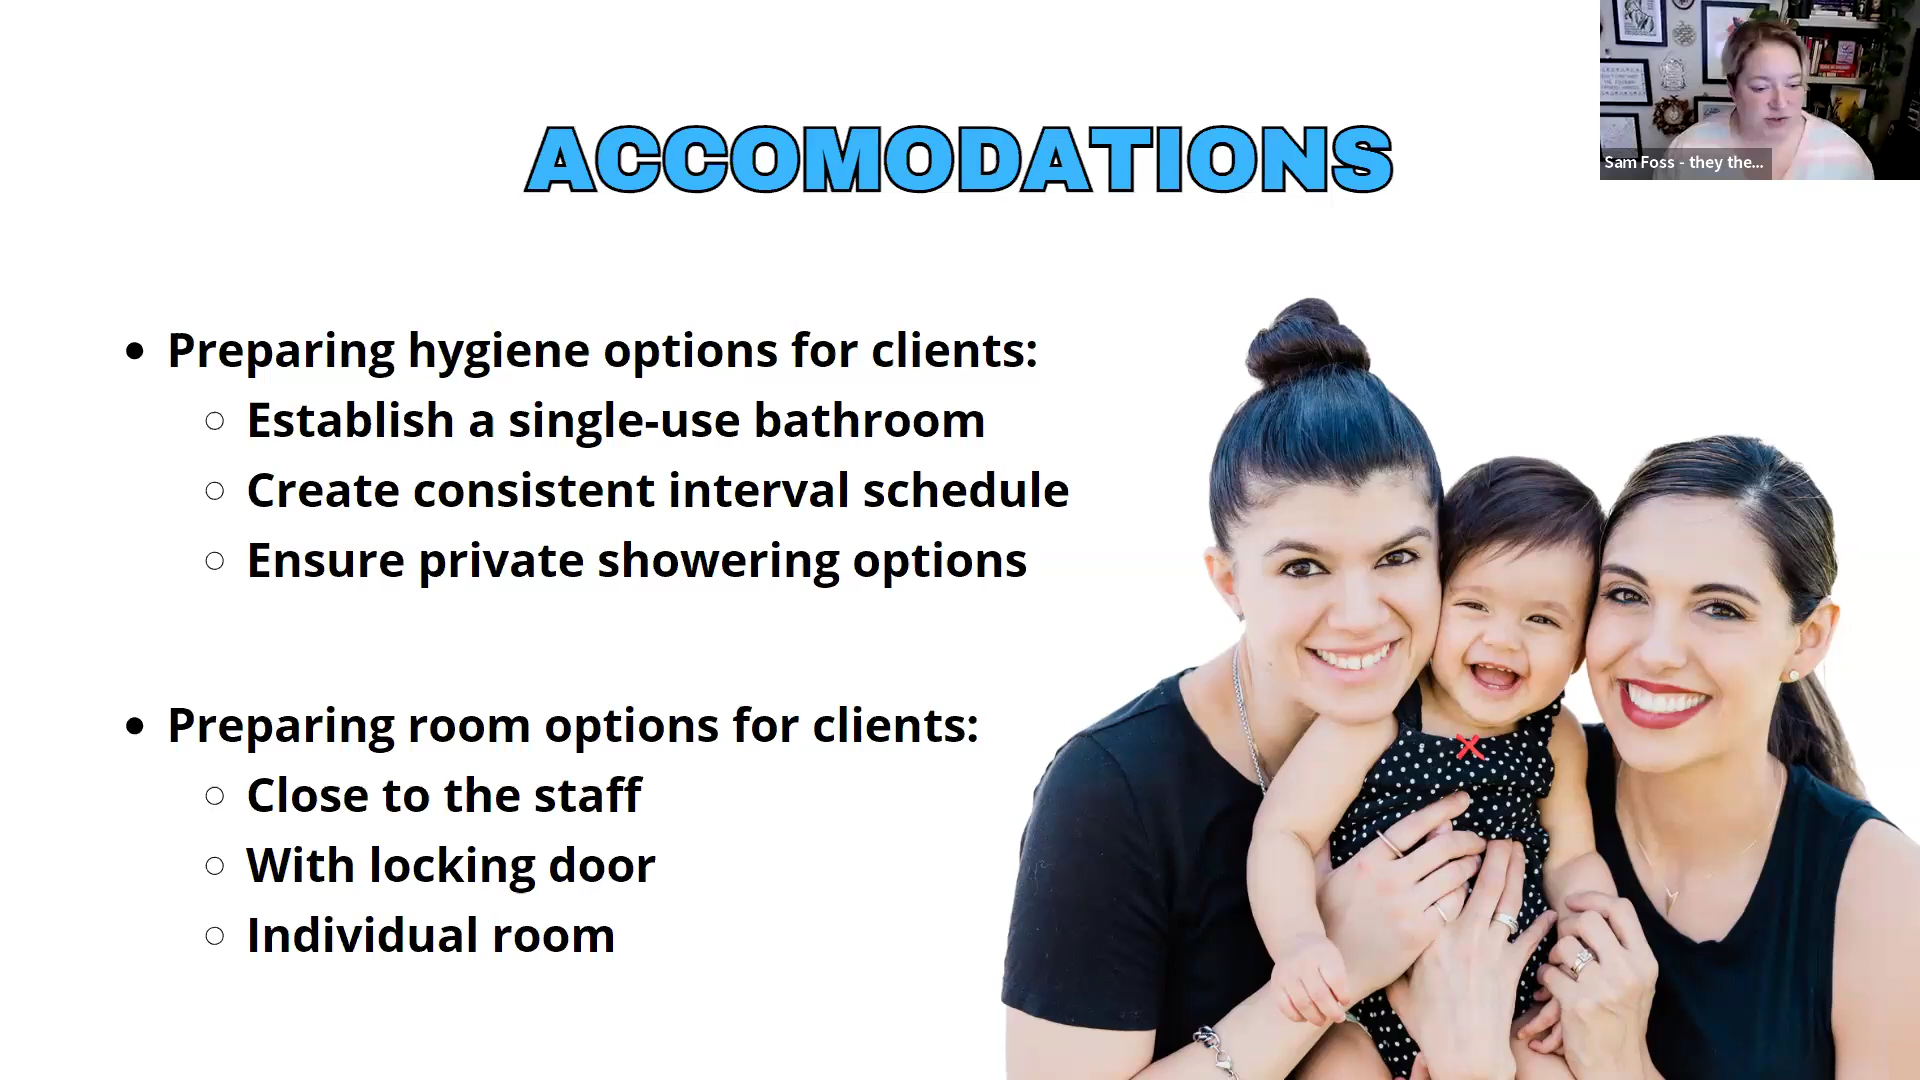 ACCOMODATIONS
Sam Foss - they the...
• Preparing hygiene options for clients:
○ Establish a single-use bathroom
○ Create consistent interval schedule
○ Ensure private showering options
• Preparing room options for clients:
○ Close to the staff
○ With locking door
○ Individual room